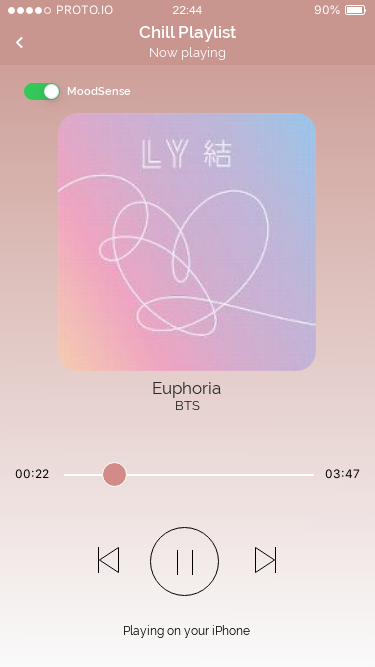 PROTO.IO 22:44 90%
Chill Playlist
Now playing
MoodSense
LY 結
Euphoria
BTS
00:22 03:47
Playing on your iPhone